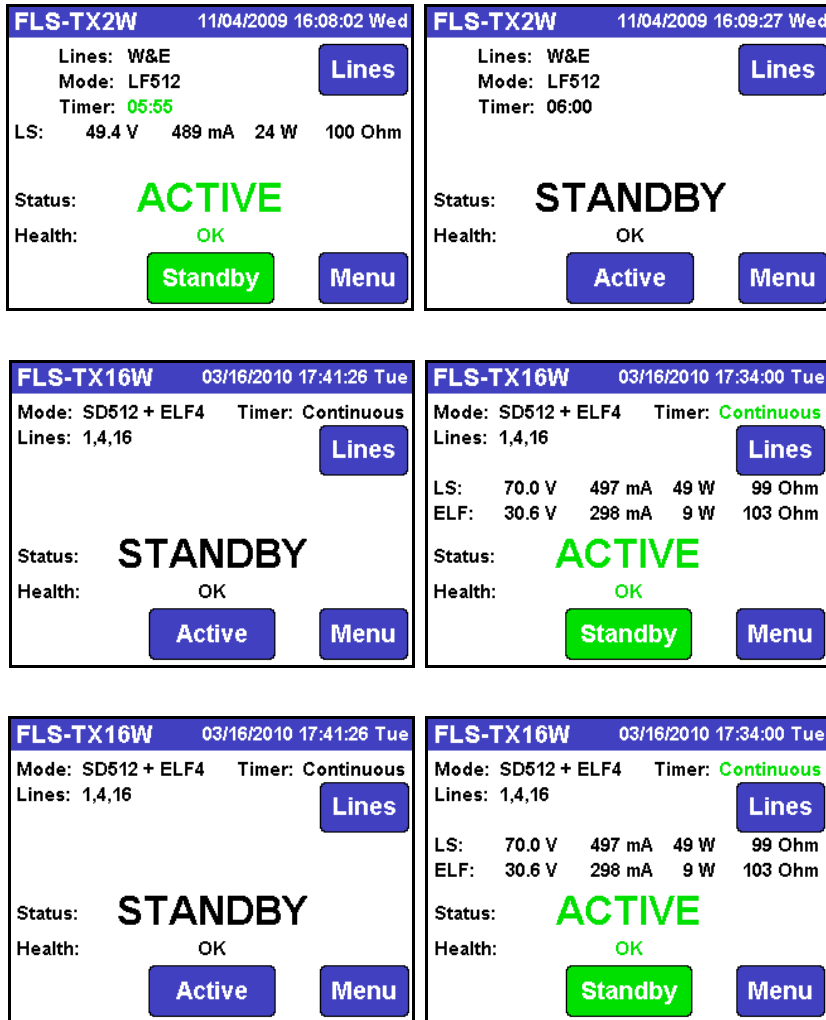 FLS-TX2W 11/04/2009 16:08:02 Wed
Lines: W&E
Lines
Mode: LF512
Timer: 05:55
LS: 49.4 V 489 mA 24 W 100 Ohm
Status: ACTIVE
Health: OK
Standby Menu
FLS-TX2W 11/04/2009 16:09:27 Wed
Lines: W&E
Lines
Mode: LF512
Timer: 06:00
Status: STANDBY
Health: OK
Active Menu
FLS-TX16W 03/16/2010 17:41:26 Tue
Mode: SD512 + ELF4 Timer: Continuous
Lines: 1,4,16
Lines
Status: STANDBY
Health: OK
Active Menu
FLS-TX16W 03/16/2010 17:34:00 Tue
Mode: SD512 + ELF4 Timer: Continuous
Lines: 1,4,16
Lines
LS: 70.0 V 497 mA 49 W 99 Ohm
ELF: 30.6 V 298 mA 9 W 103 Ohm
Status: ACTIVE
Health: OK
Standby Menu
FLS-TX16W 03/16/2010 17:41:26 Tue
Mode: SD512 + ELF4 Timer: Continuous
Lines: 1,4,16
Lines
Status: STANDBY
Health: OK
Active Menu
FLS-TX16W 03/16/2010 17:34:00 Tue
Mode: SD512 + ELF4 Timer: Continuous
Lines: 1,4,16
Lines
LS: 70.0 V 497 mA 49 W 99 Ohm
ELF: 30.6 V 298 mA 9 W 103 Ohm
Status: ACTIVE
Health: OK
Standby Menu